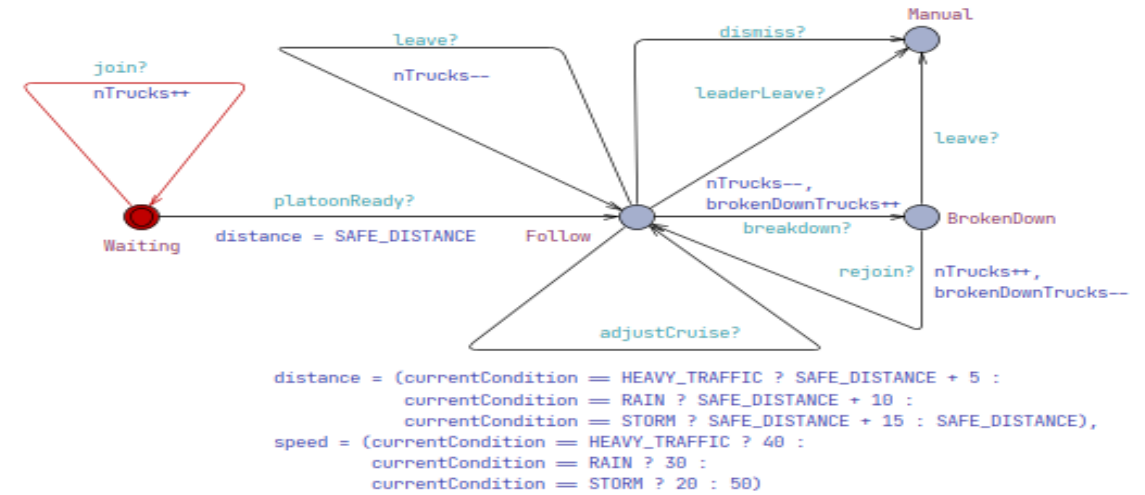 Manual
dismiss?
leave?
nTrucks--
join?
nTrucks++
leaderLeave?
leave?
nTrucks--,
brokenDownTrucks++
platoonReady?
distance = SAFE_DISTANCE
Waiting
Follow
breakdown?
BrokenDown
rejoin?
nTrucks++,
brokenDownTrucks--
adjustCruise?
distance = (currentCondition == HEAVY_TRAFFIC ? SAFE_DISTANCE + 5 :
currentCondition == RAIN ? SAFE_DISTANCE + 10 :
currentCondition == STORM ? SAFE_DISTANCE + 15 : SAFE_DISTANCE),
speed = (currentCondition == HEAVY_TRAFFIC ? 40 :
currentCondition == RAIN ? 30 :
currentCondition == STORM ? 20 : 50)